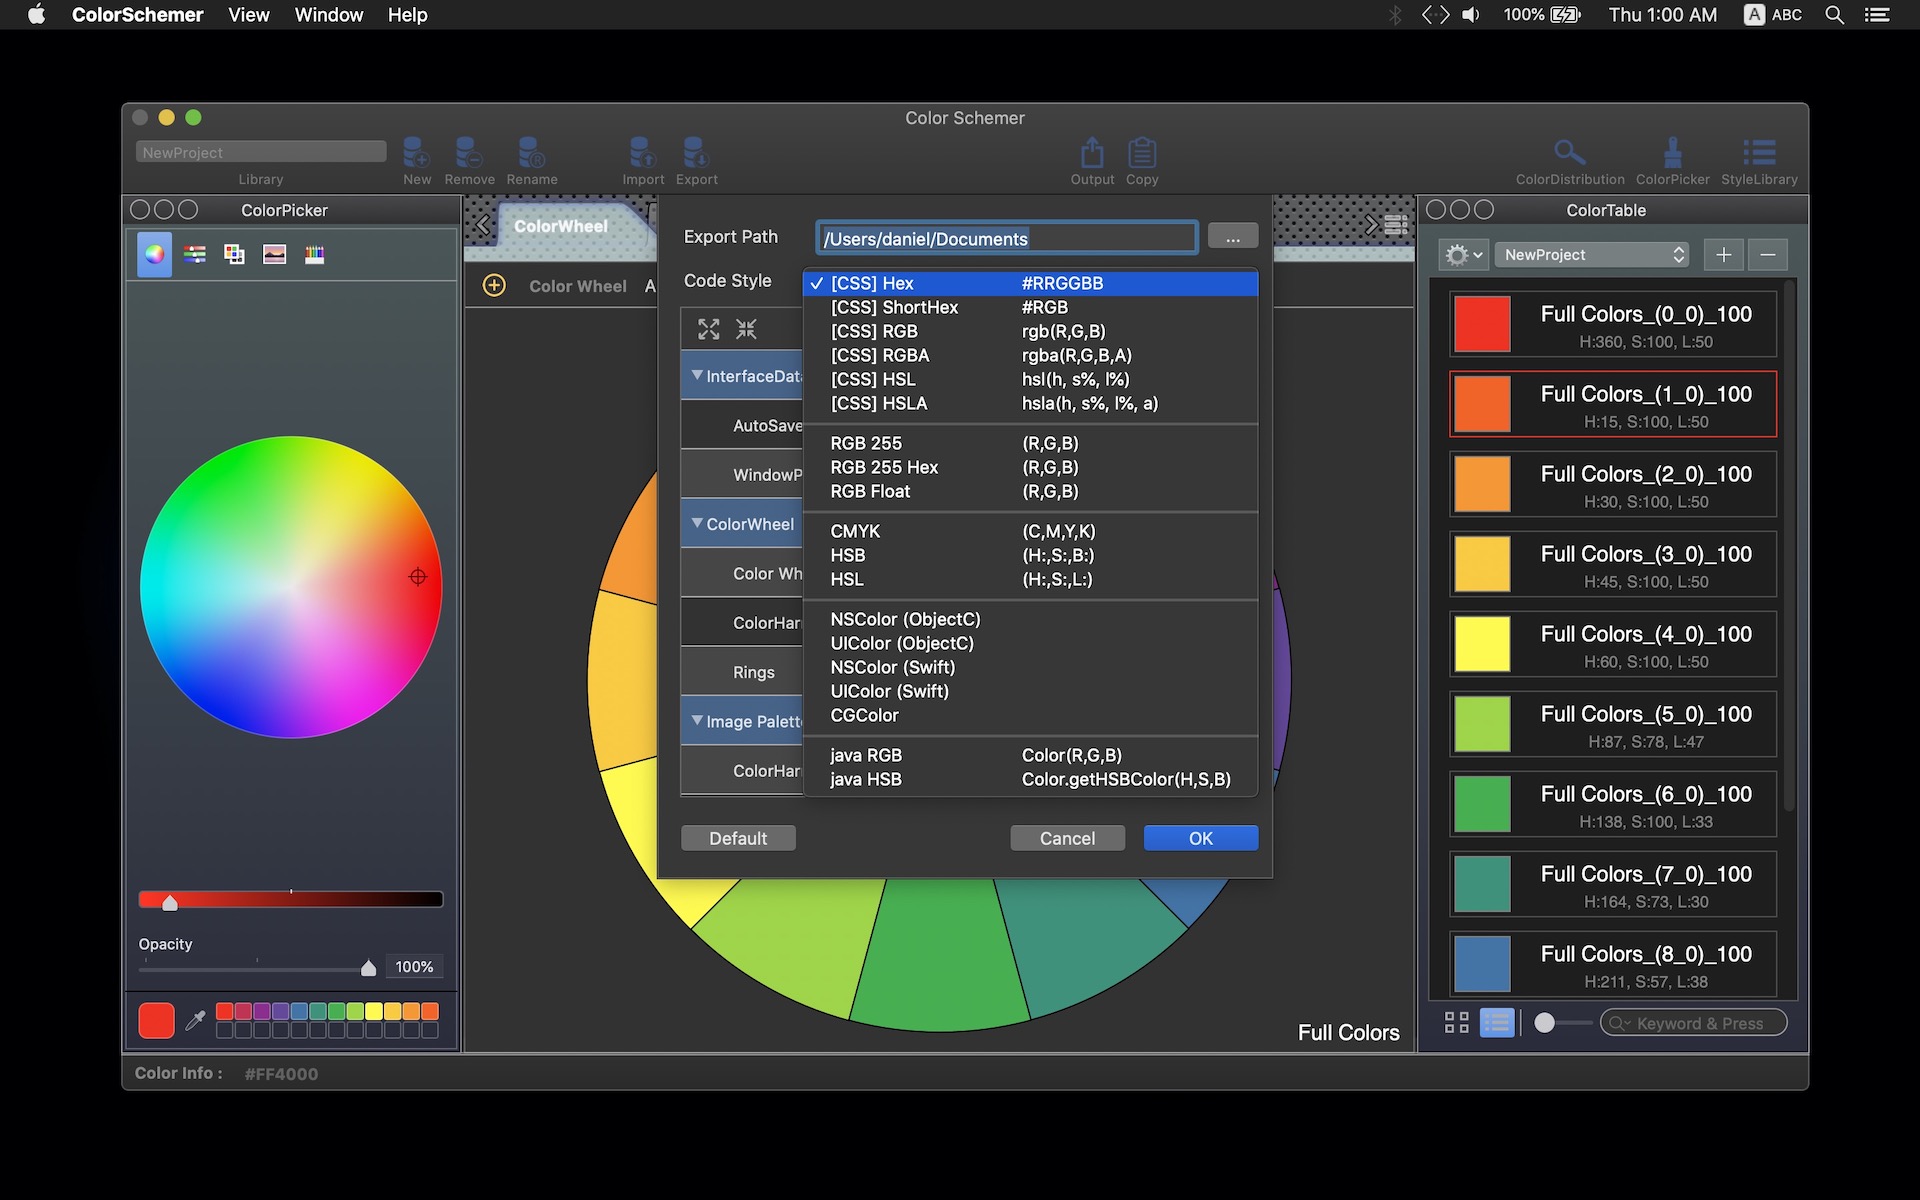 ColorSchemer View Window Help 100% Thu 1:00 AM A ABC
Color Schemer
NewProject
Library New Remove Rename Import Export Output Copy ColorDistribution ColorPicker StyleLibrary
ColorPicker
ColorWheel
Color Wheel A
Export Path /Users/daniel/Documents ...
Code Style
[CSS] Hex #RRGGBB
[CSS] ShortHex #RGB
[CSS] RGB rgb(R,G,B)
[CSS] RGBA rgba(R,G,B,A)
[CSS] HSL hsl(h, s%, l%)
[CSS] HSLA hsla(h, s%, l%, a)
RGB 255 (R,G,B)
RGB 255 Hex (R,G,B)
RGB Float (R,G,B)
CMYK (C,M,Y,K)
HSB (H:,S:,B:)
HSL (H:,S:,L:)
NSColor (ObjectC)
UIColor (ObjectC)
NSColor (Swift)
UIColor (Swift)
CGColor
java RGB Color(R,G,B)
java HSB Color.getHSBColor(H,S,B)
InterfaceData
AutoSave
WindowP
ColorWheel
Color Wh
ColorHar
Rings
Image Palett
ColorHar
Default Cancel OK
Full Colors
ColorTable
NewProject
Full Colors_(0_0)_100
H:360, S:100, L:50
Full Colors_(1_0)_100
H:15, S:100, L:50
Full Colors_(2_0)_100
H:30, S:100, L:50
Full Colors_(3_0)_100
H:45, S:100, L:50
Full Colors_(4_0)_100
H:60, S:100, L:50
Full Colors_(5_0)_100
H:87, S:78, L:47
Full Colors_(6_0)_100
H:138, S:100, L:33
Full Colors_(7_0)_100
H:164, S:73, L:30
Full Colors_(8_0)_100
H:211, S:57, L:38
Keyword & Press
Opacity
100%
Color Info : #FF4000